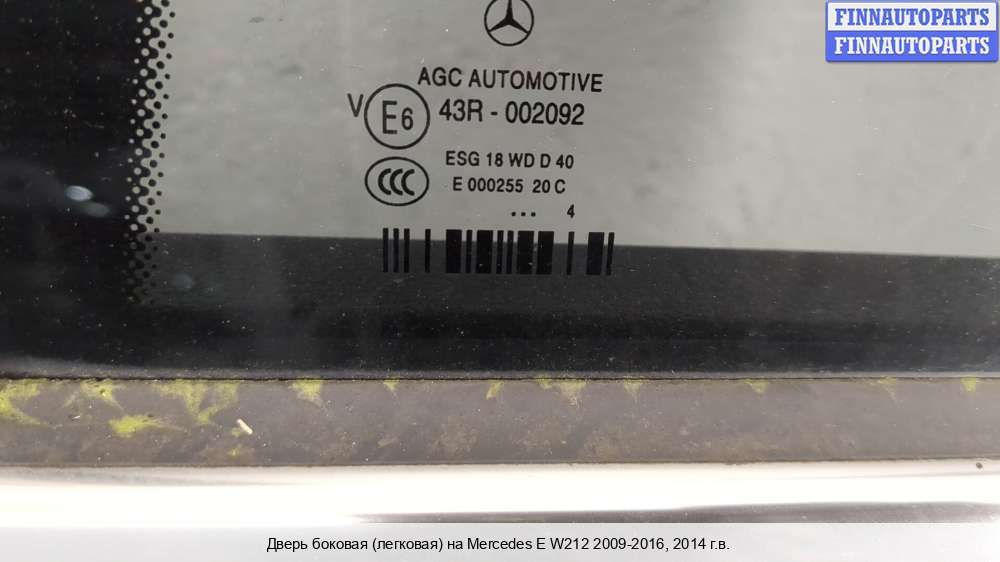 FINNAUTOPARTS
FINNAUTOPARTS
AGC AUTOMOTIVE
V E6 43R - 002092
ESG 18 WD D 40
CCC E 000255 20 C
... 4
Дверь боковая (легковая) на Mercedes E W212 2009-2016, 2014 г.в.